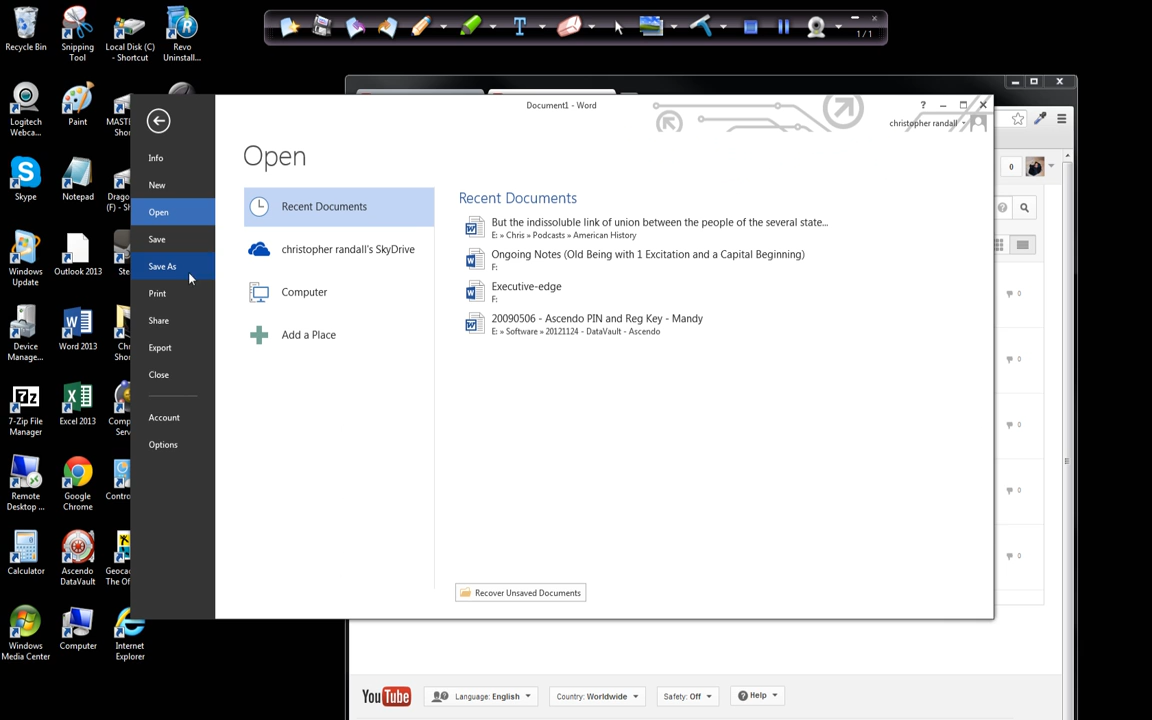 Recycle Bin
Snipping
Tool
Local Disk (C)
- Shortcut
Revo
Uninstall...
1 / 1
Logitech
Webca...
Paint
Skype
Notepad
Windows
Update
Outlook 2013
Device
Manage...
Word 2013
7-Zip File
Manager
Excel 2013
Remote
Desktop ...
Google
Chrome
Calculator
Ascendo
DataVault
Windows
Media Center
Computer
Internet
Explorer
Document1 - Word
?
christopher randall
Info
New
Open
Save
Save As
Print
Share
Export
Close
Account
Options
Open
Recent Documents
christopher randall's SkyDrive
Computer
Add a Place
Recent Documents
But the indissoluble link of union between the people of the several state...
E: » Chris » Podcasts » American History
Ongoing Notes (Old Being with 1 Excitation and a Capital Beginning)
F:
Executive-edge
F:
20090506 - Ascendo PIN and Reg Key - Mandy
E: » Software » 20121124 - DataVault - Ascendo
Recover Unsaved Documents
0
0
0
0
0
0
YouTube
Language: English
Country: Worldwide
Safety: Off
Help